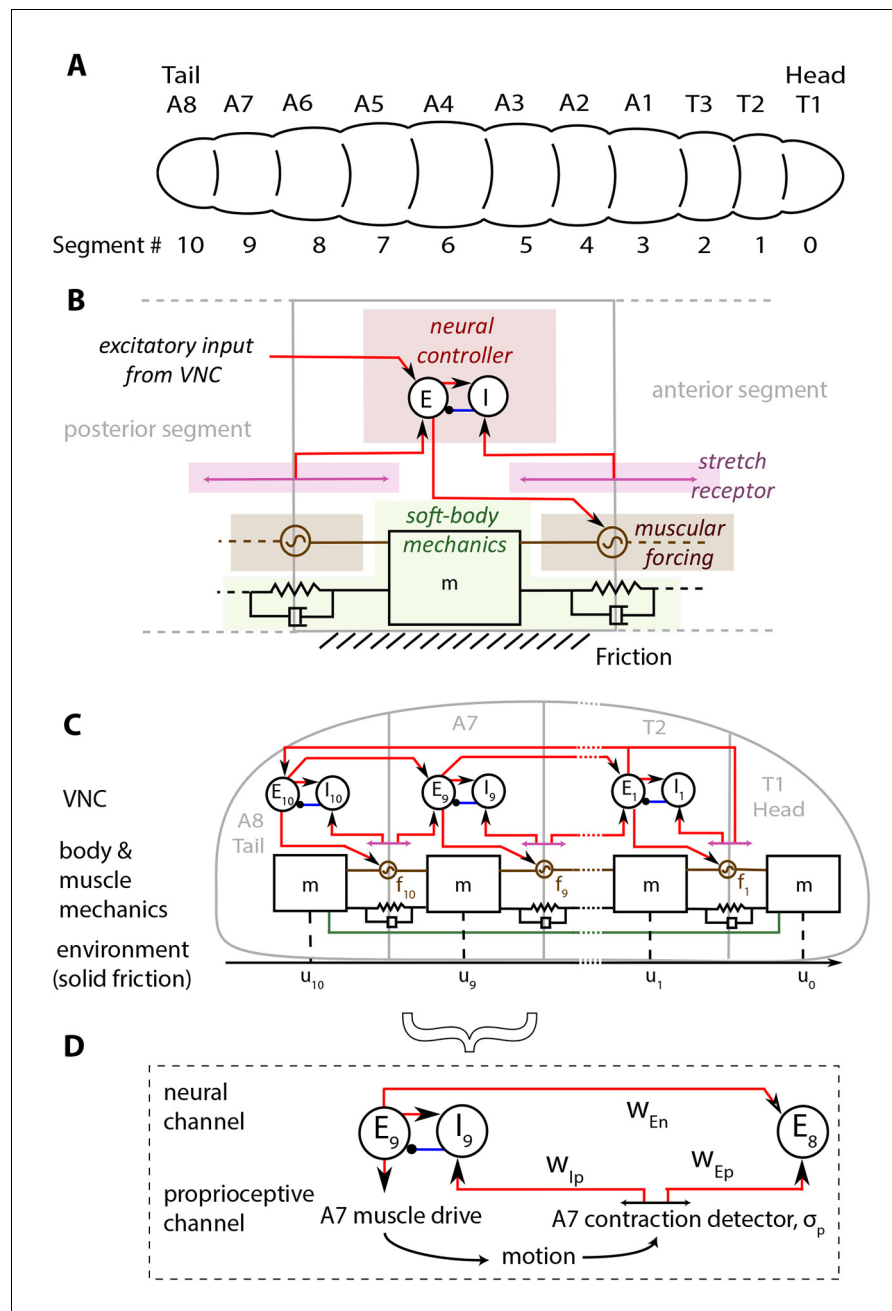 A
Tail Head
A8 A7 A6 A5 A4 A3 A2 A1 T3 T2 T1
Segment # 10 9 8 7 6 5 4 3 2 1 0
B
excitatory input
from VNC
neural
controller
E I
posterior segment
anterior segment
stretch
receptor
soft-body
mechanics
muscular
forcing
m
Friction
C
A7 T2
VNC
E10 I10 E9 I9 E1 I1
A8
Tail
T1
Head
body &
muscle
mechanics
m f10 m f9 m f1 m
environment
(solid friction)
u10 u9 u1 u0
D
neural
channel
E9 I9 WEn E8
WIp WEp
proprioceptive
channel
A7 muscle drive A7 contraction detector, σp
motion